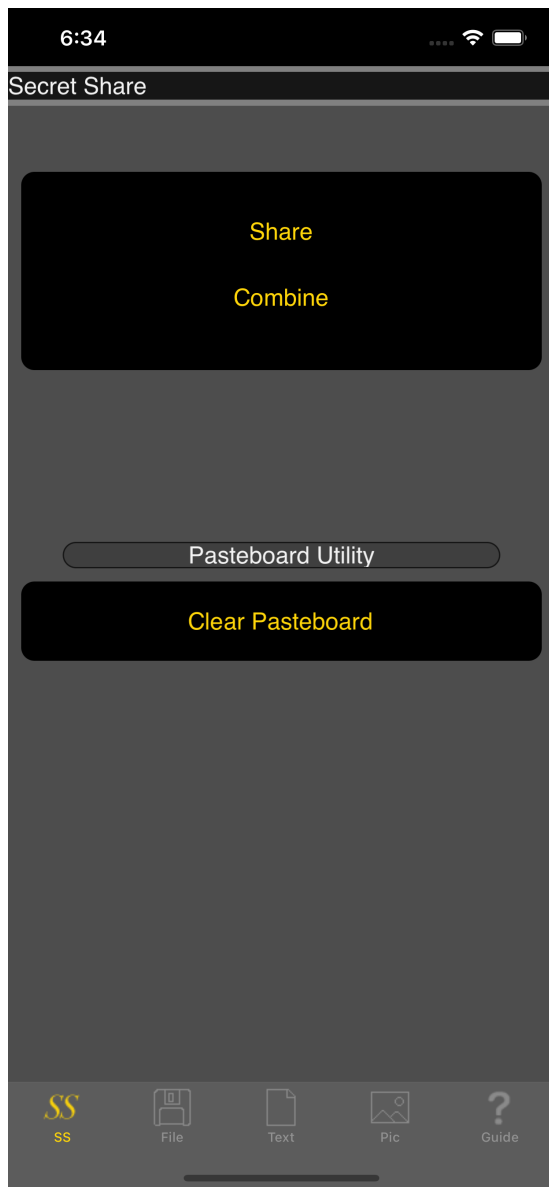 6:34
Secret Share
Share
Combine
Pasteboard Utility
Clear Pasteboard
SS
SS
File
Text
Pic
?
Guide